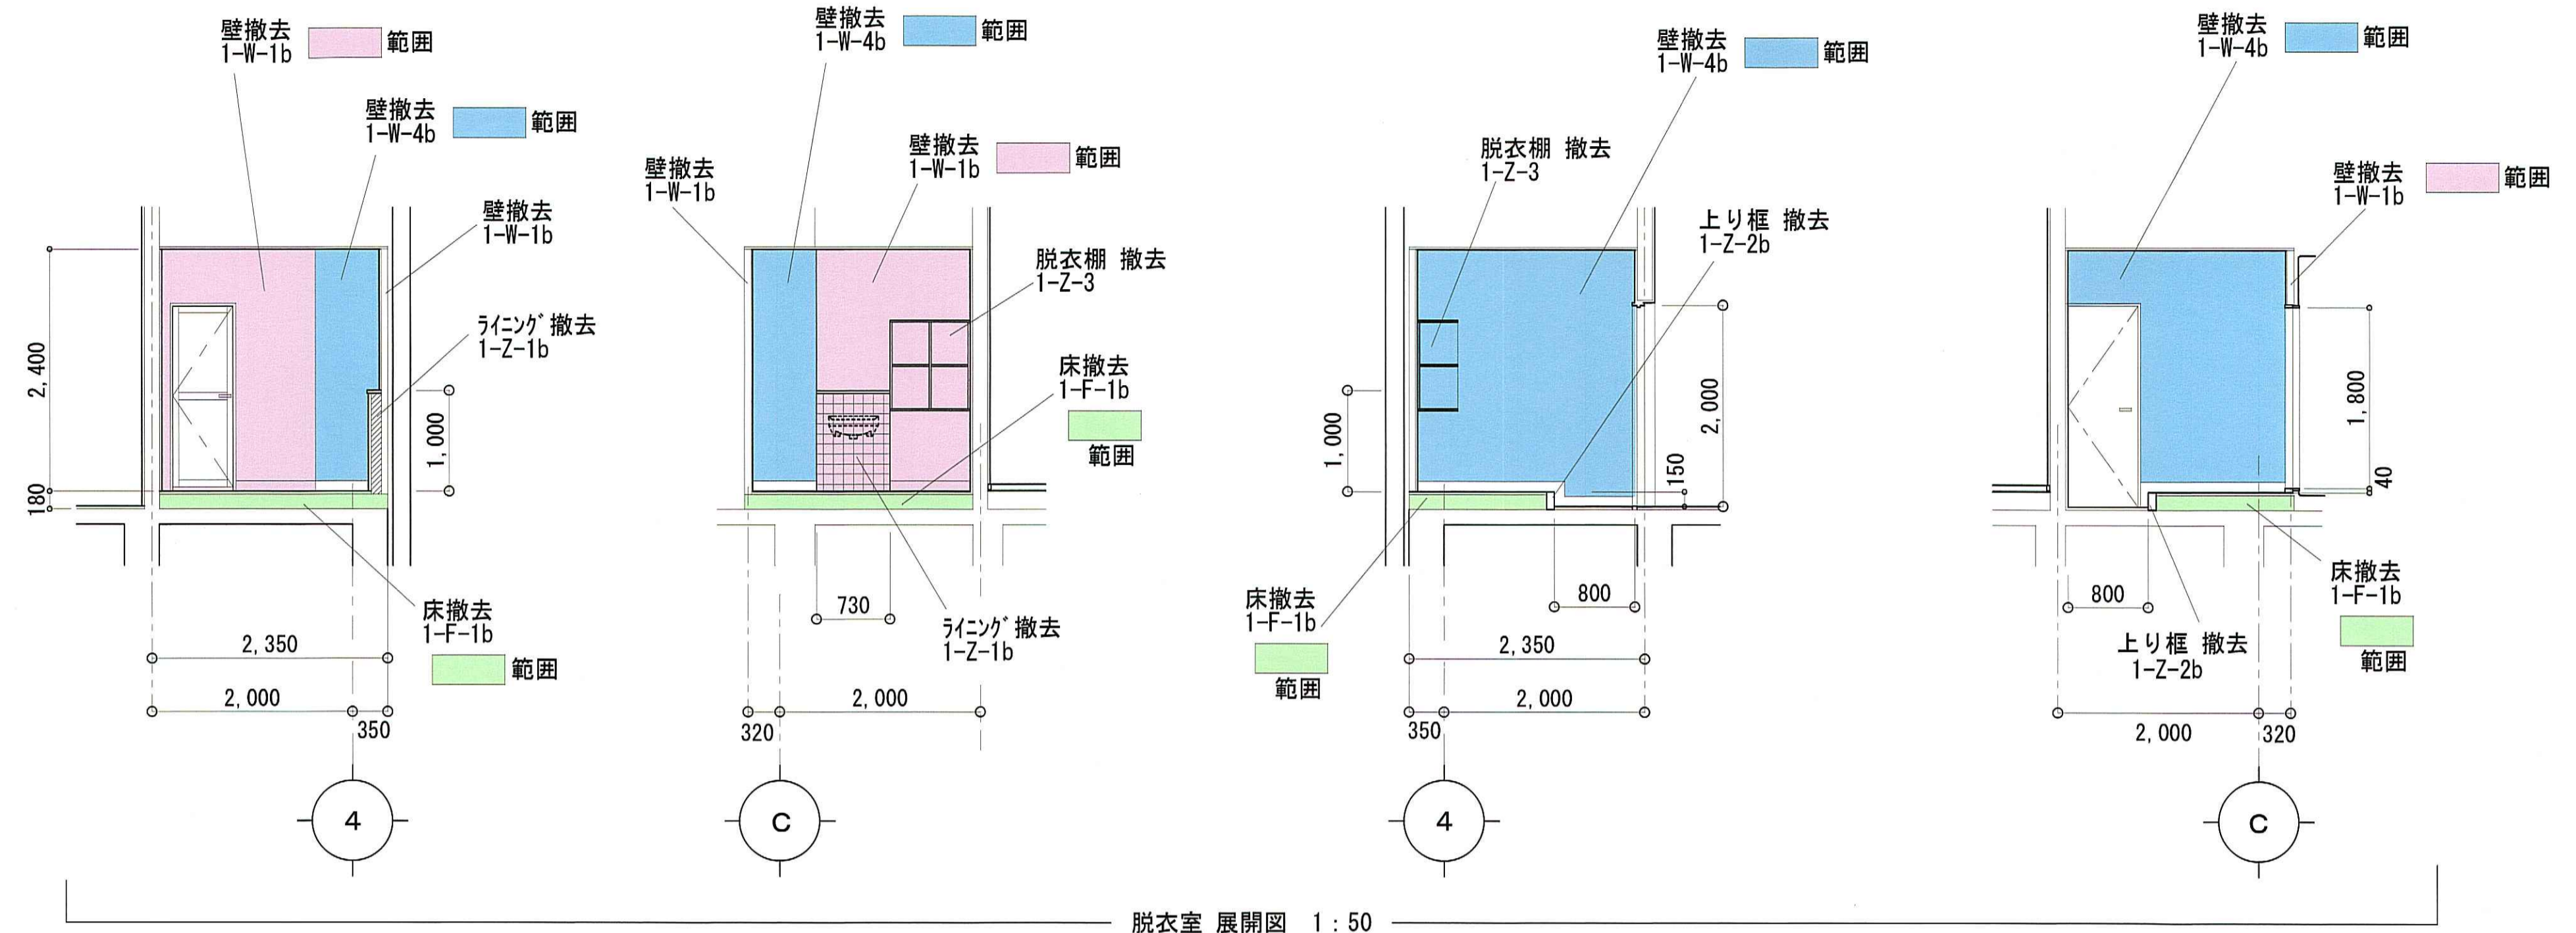 壁撤去
1-W-1b
範囲
壁撤去
1-W-4b
範囲
壁撤去
1-W-1b
ﾗｲﾆﾝｸﾞ撤去
1-Z-1b
2,400
180
1,000
床撤去
1-F-1b
範囲
2,350
2,000
350
4
壁撤去
1-W-4b
範囲
壁撤去
1-W-1b
壁撤去
1-W-1b
範囲
脱衣棚 撤去
1-Z-3
床撤去
1-F-1b
範囲
730
ﾗｲﾆﾝｸﾞ撤去
1-Z-1b
2,000
320
C
壁撤去
1-W-4b
範囲
脱衣棚 撤去
1-Z-3
上り框 撤去
1-Z-2b
1,000
2,000
150
800
床撤去
1-F-1b
範囲
2,350
2,000
350
4
壁撤去
1-W-4b
範囲
壁撤去
1-W-1b
範囲
1,800
40
800
床撤去
1-F-1b
範囲
上り框 撤去
1-Z-2b
2,000
320
C
脱衣室 展開図 1:50